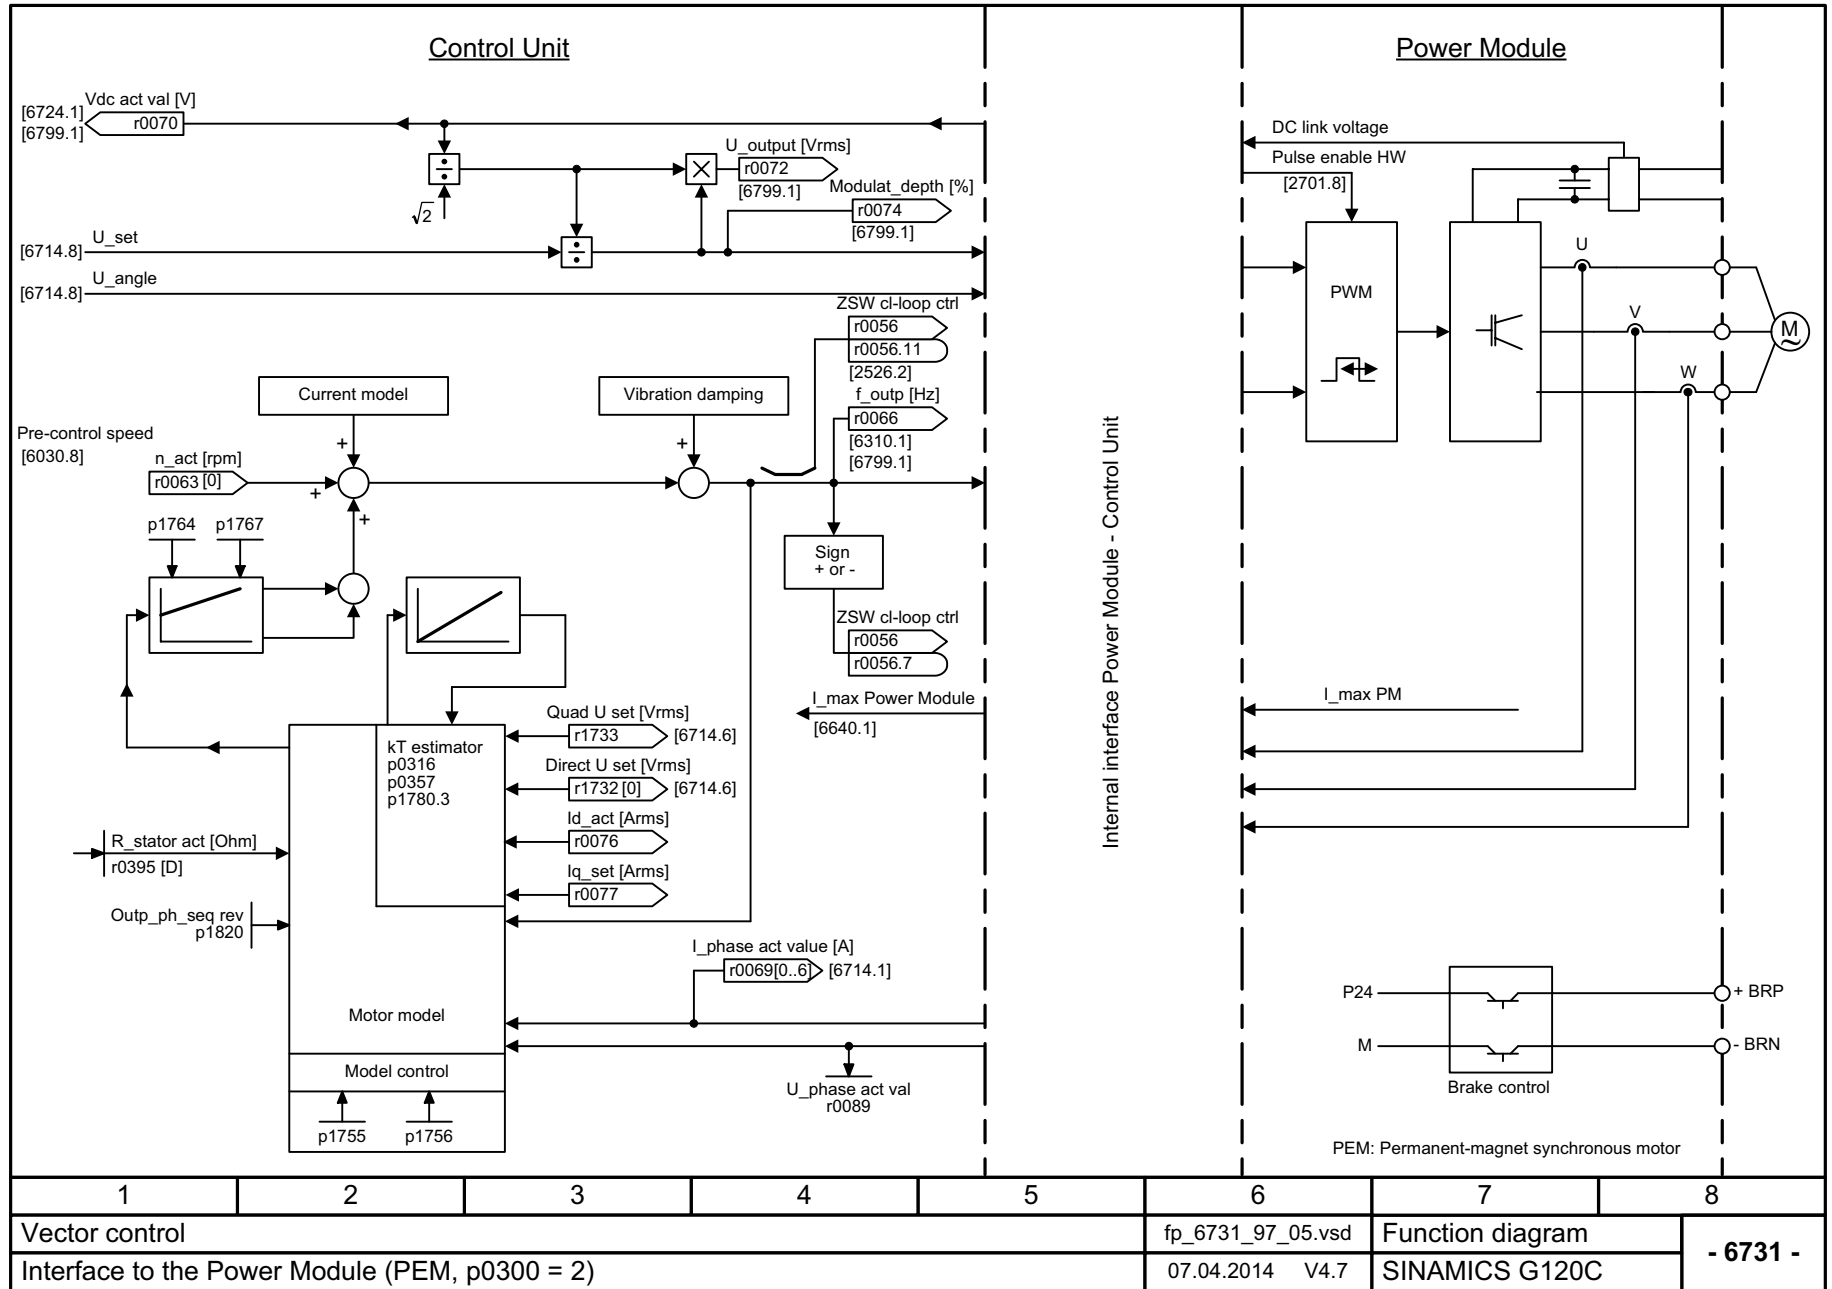 Control Unit
Power Module
Vdc act val [V]
[6724.1]
[6799.1]
r0070
U_output [Vrms]
r0072
[6799.1]
Modulat_depth [%]
r0074
[6799.1]
√2
U_set
[6714.8]
U_angle
[6714.8]
ZSW cl-loop ctrl
r0056
r0056.11
[2526.2]
f_outp [Hz]
r0066
[6310.1]
[6799.1]
Current model
Vibration damping
+
+
Pre-control speed
[6030.8]
n_act [rpm]
r0063 [0]
+
+
p1764
p1767
Sign
+ or -
ZSW cl-loop ctrl
r0056
r0056.7
I_max Power Module
[6640.1]
Quad U set [Vrms]
r1733
[6714.6]
Direct U set [Vrms]
r1732 [0]
[6714.6]
kT estimator
p0316
p0357
p1780.3
Id_act [Arms]
r0076
Iq_set [Arms]
r0077
R_stator act [Ohm]
r0395 [D]
Outp_ph_seq rev
p1820
I_phase act value [A]
r0069[0..6]
[6714.1]
Motor model
Model control
p1755
p1756
U_phase act val
r0089
Internal interface Power Module - Control Unit
DC link voltage
Pulse enable HW
[2701.8]
PWM
U
V
W
M
~
I_max PM
P24
M
+ BRP
- BRN
Brake control
PEM: Permanent-magnet synchronous motor
1 2 3 4 5 6 7 8
Vector control
fp_6731_97_05.vsd
Function diagram
- 6731 -
Interface to the Power Module (PEM, p0300 = 2)
07.04.2014 V4.7
SINAMICS G120C